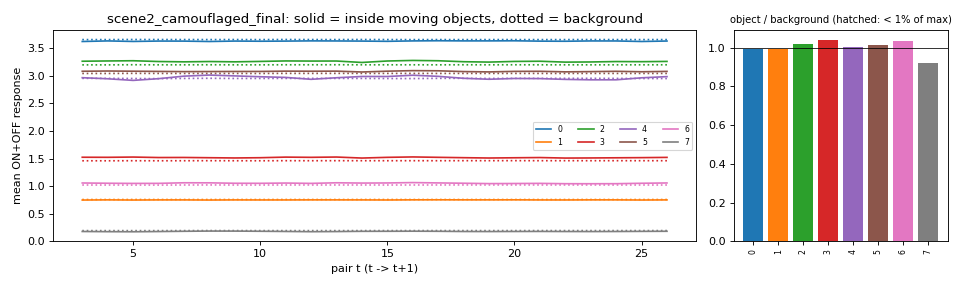 scene2_camouflaged_final: solid = inside moving objects, dotted = background
mean ON+OFF response
3.5
3.0
2.5
2.0
1.5
1.0
0.5
0.0
5
10
15
20
25
pair t (t -> t+1)
0 2 4 6
1 3 5 7
object / background (hatched: < 1% of max)
1.0
0.8
0.6
0.4
0.2
0.0
0 1 2 3 4 5 6 7